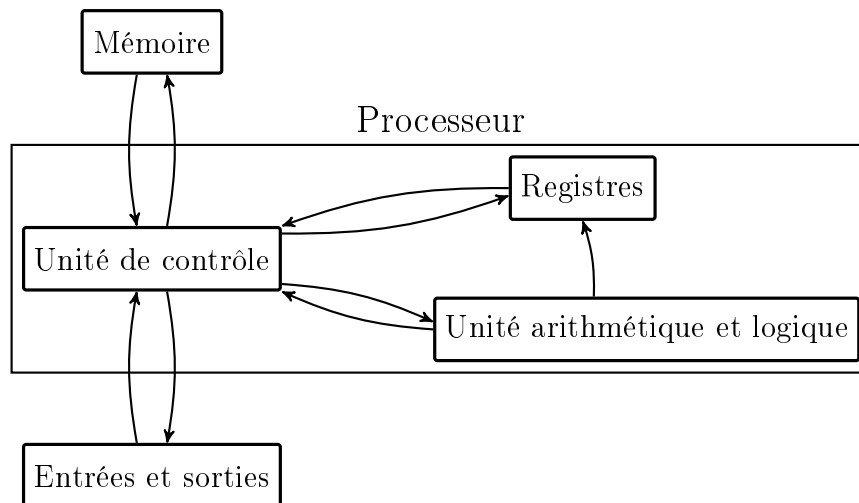 Mémoire
Processeur
Registres
Unité de contrôle
Unité arithmétique et logique
Entrées et sorties